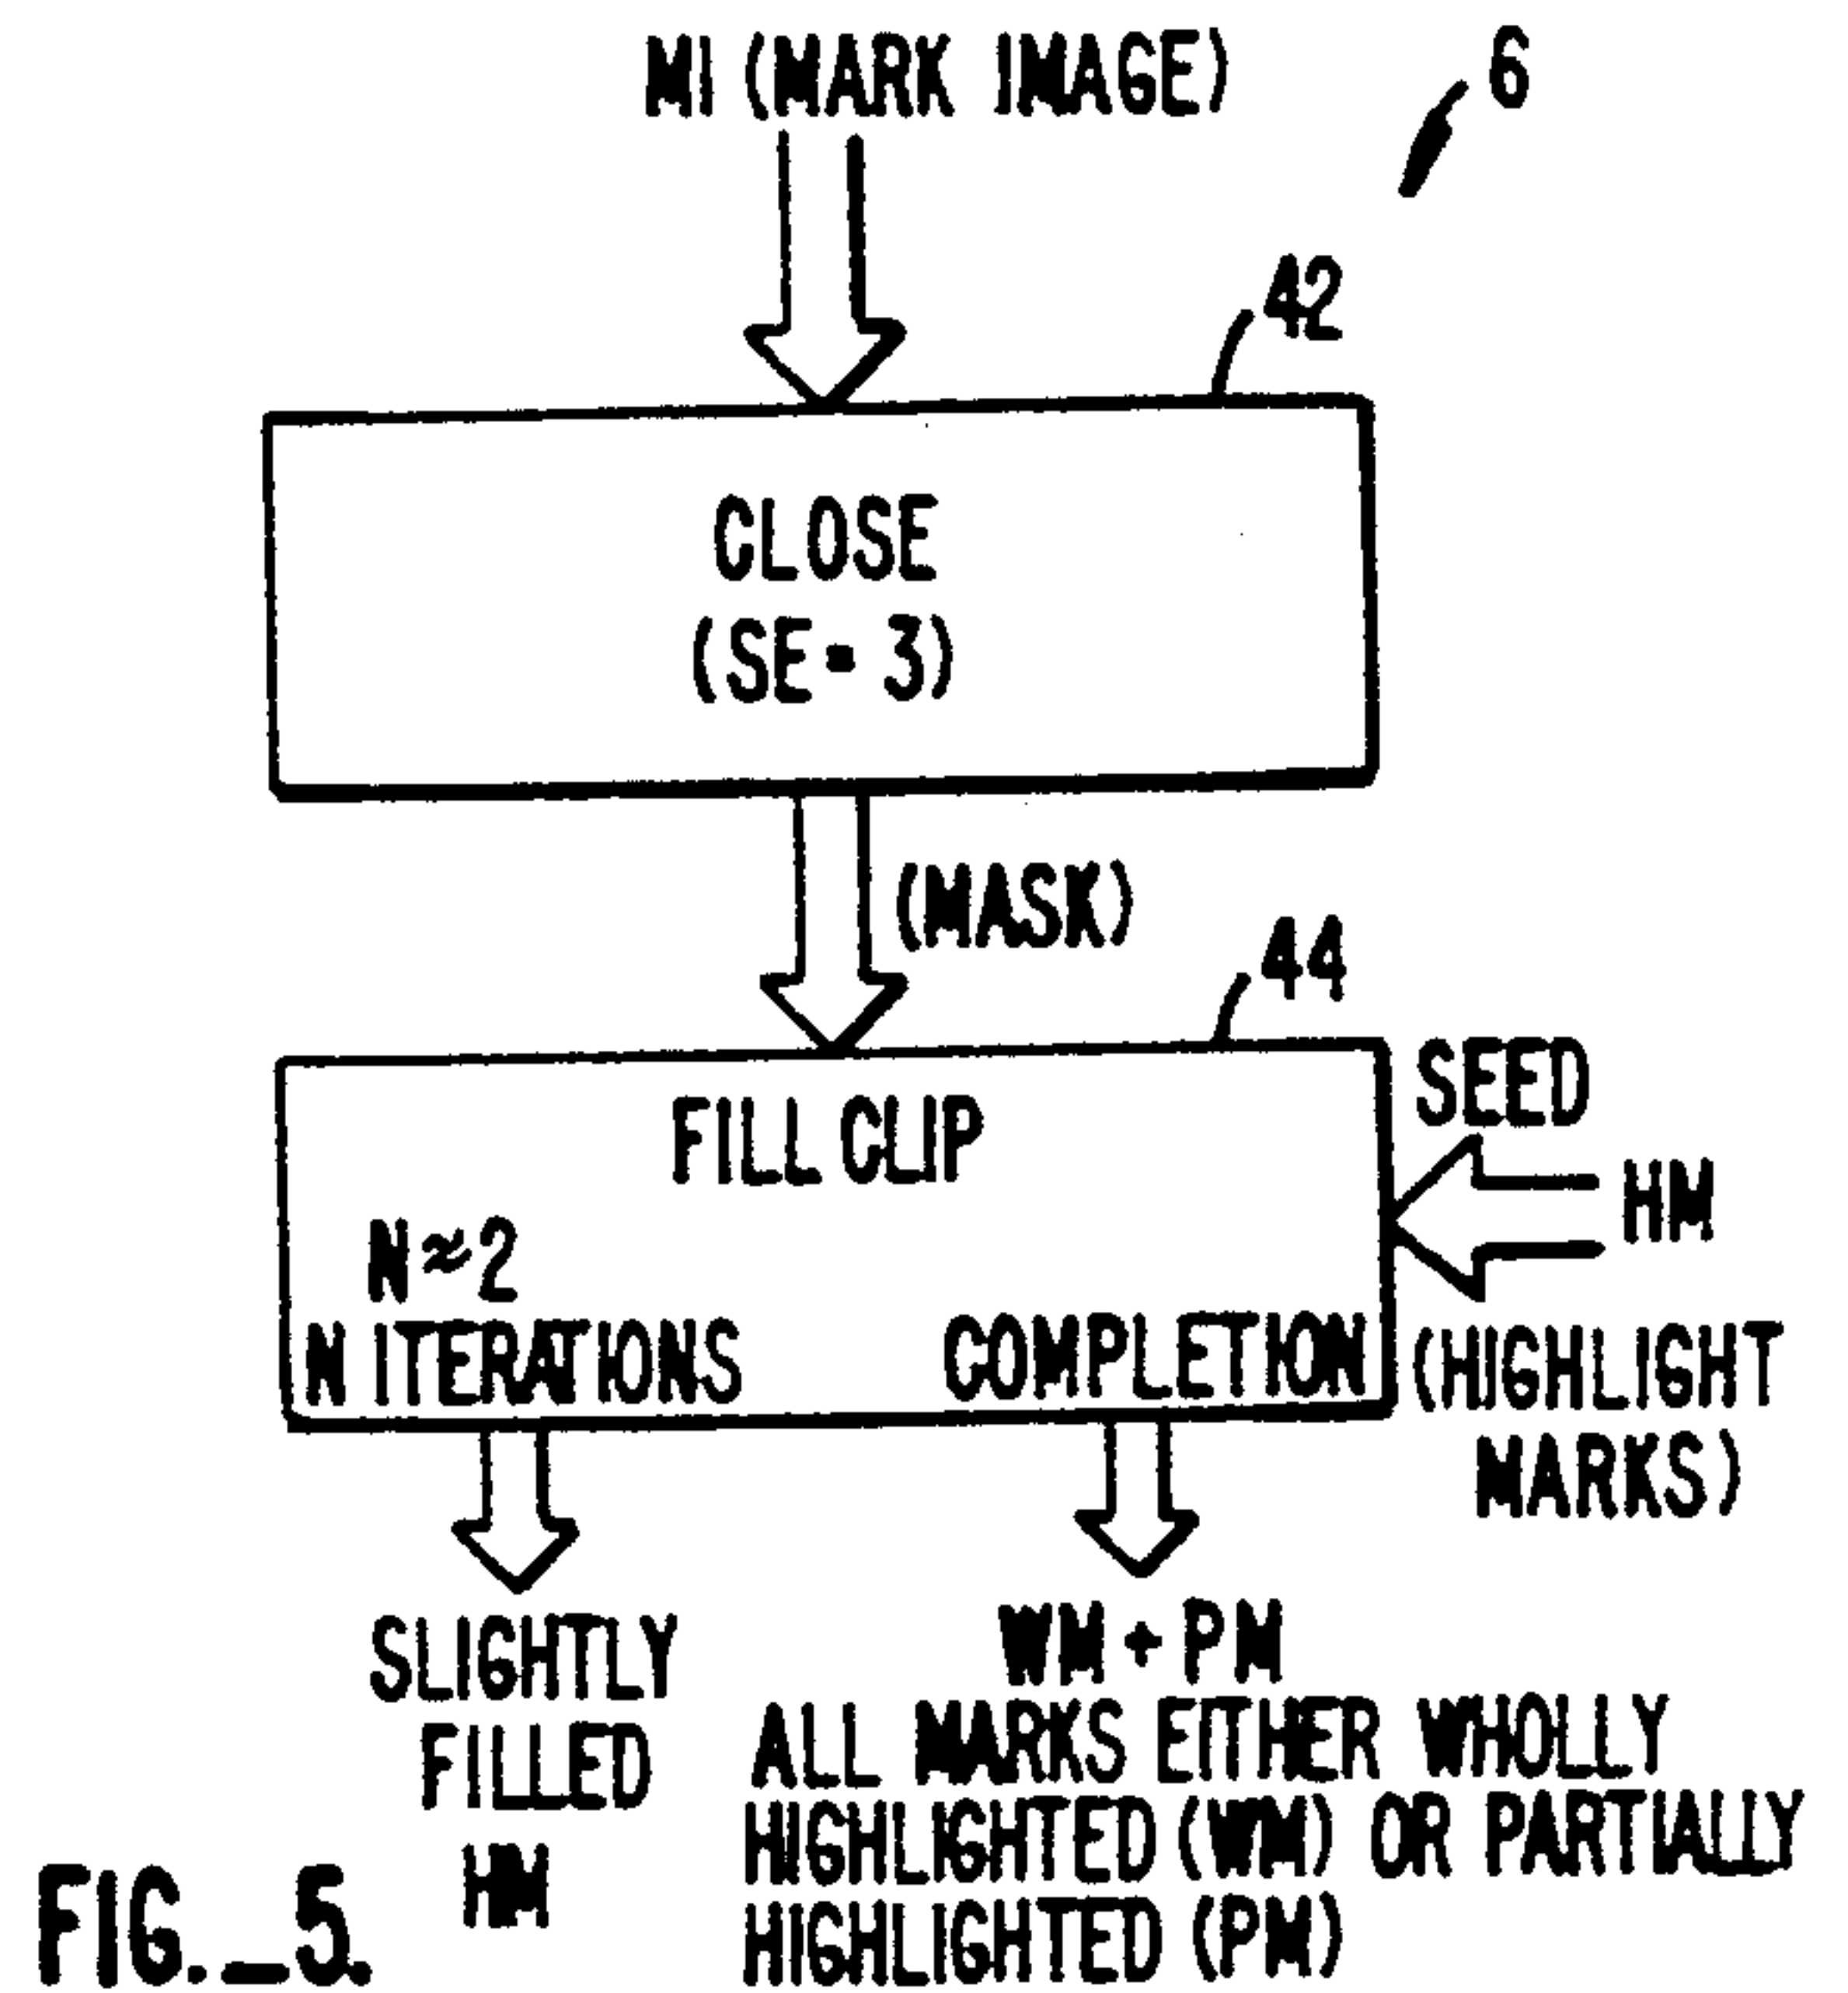 MI (MARK IMAGE)
6
42
CLOSE
(SE ▪ 3)
(MASK)
44
FILL CLIP
SEED
HM
N≈2
N ITERATIONS
COMPLETION
(HIGHLIGHT
MARKS)
SLIGHTLY
FILLED
HM
WM + PM
ALL MARKS EITHER WHOLLY
HIGHLIGHTED (WM) OR PARTIALLY
HIGHLIGHTED (PM)
FIG._5.